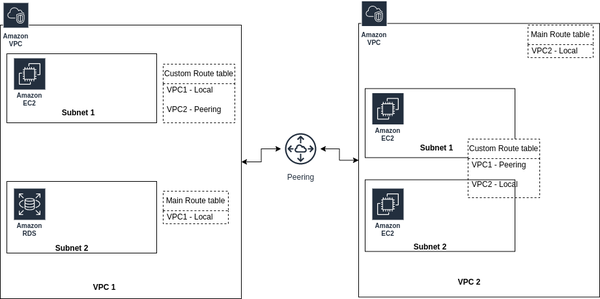 Amazon
VPC
Amazon
EC2
Subnet 1
Custom Route table
VPC1 - Local
VPC2 - Peering
Amazon
RDS
Subnet 2
Main Route table
VPC1 - Local
VPC 1
Peering
Amazon
VPC
Main Route table
VPC2 - Local
Amazon
EC2
Subnet 1
Custom Route table
VPC1 - Peering
VPC2 - Local
Amazon
EC2
Subnet 2
VPC 2